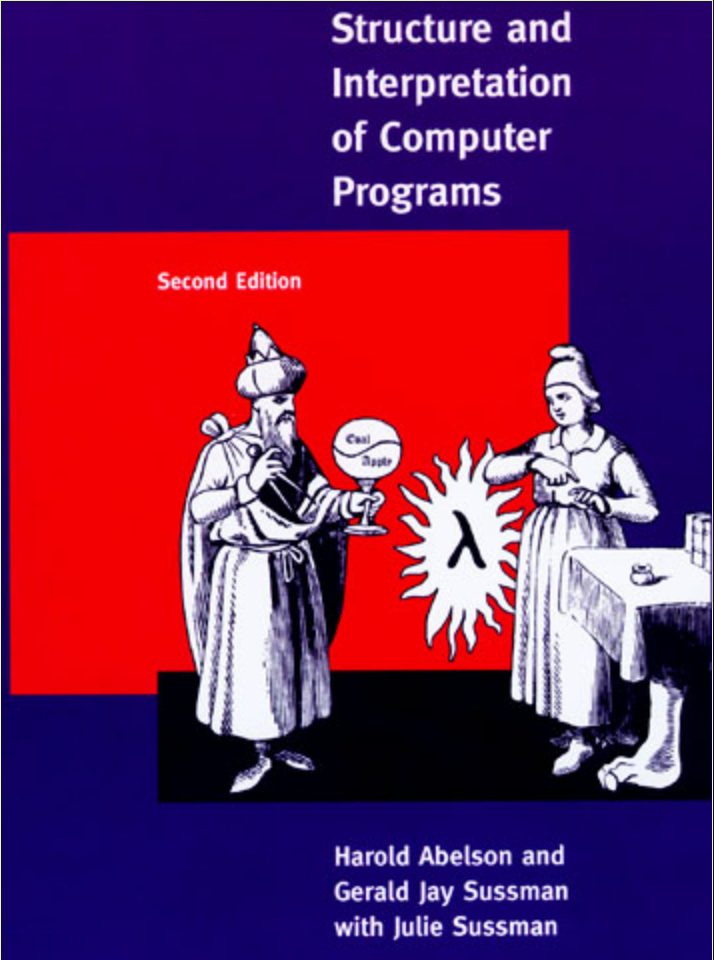 Structure and
Interpretation
of Computer
Programs
Second Edition
Eval
Apply
λ
Harold Abelson and
Gerald Jay Sussman
with Julie Sussman